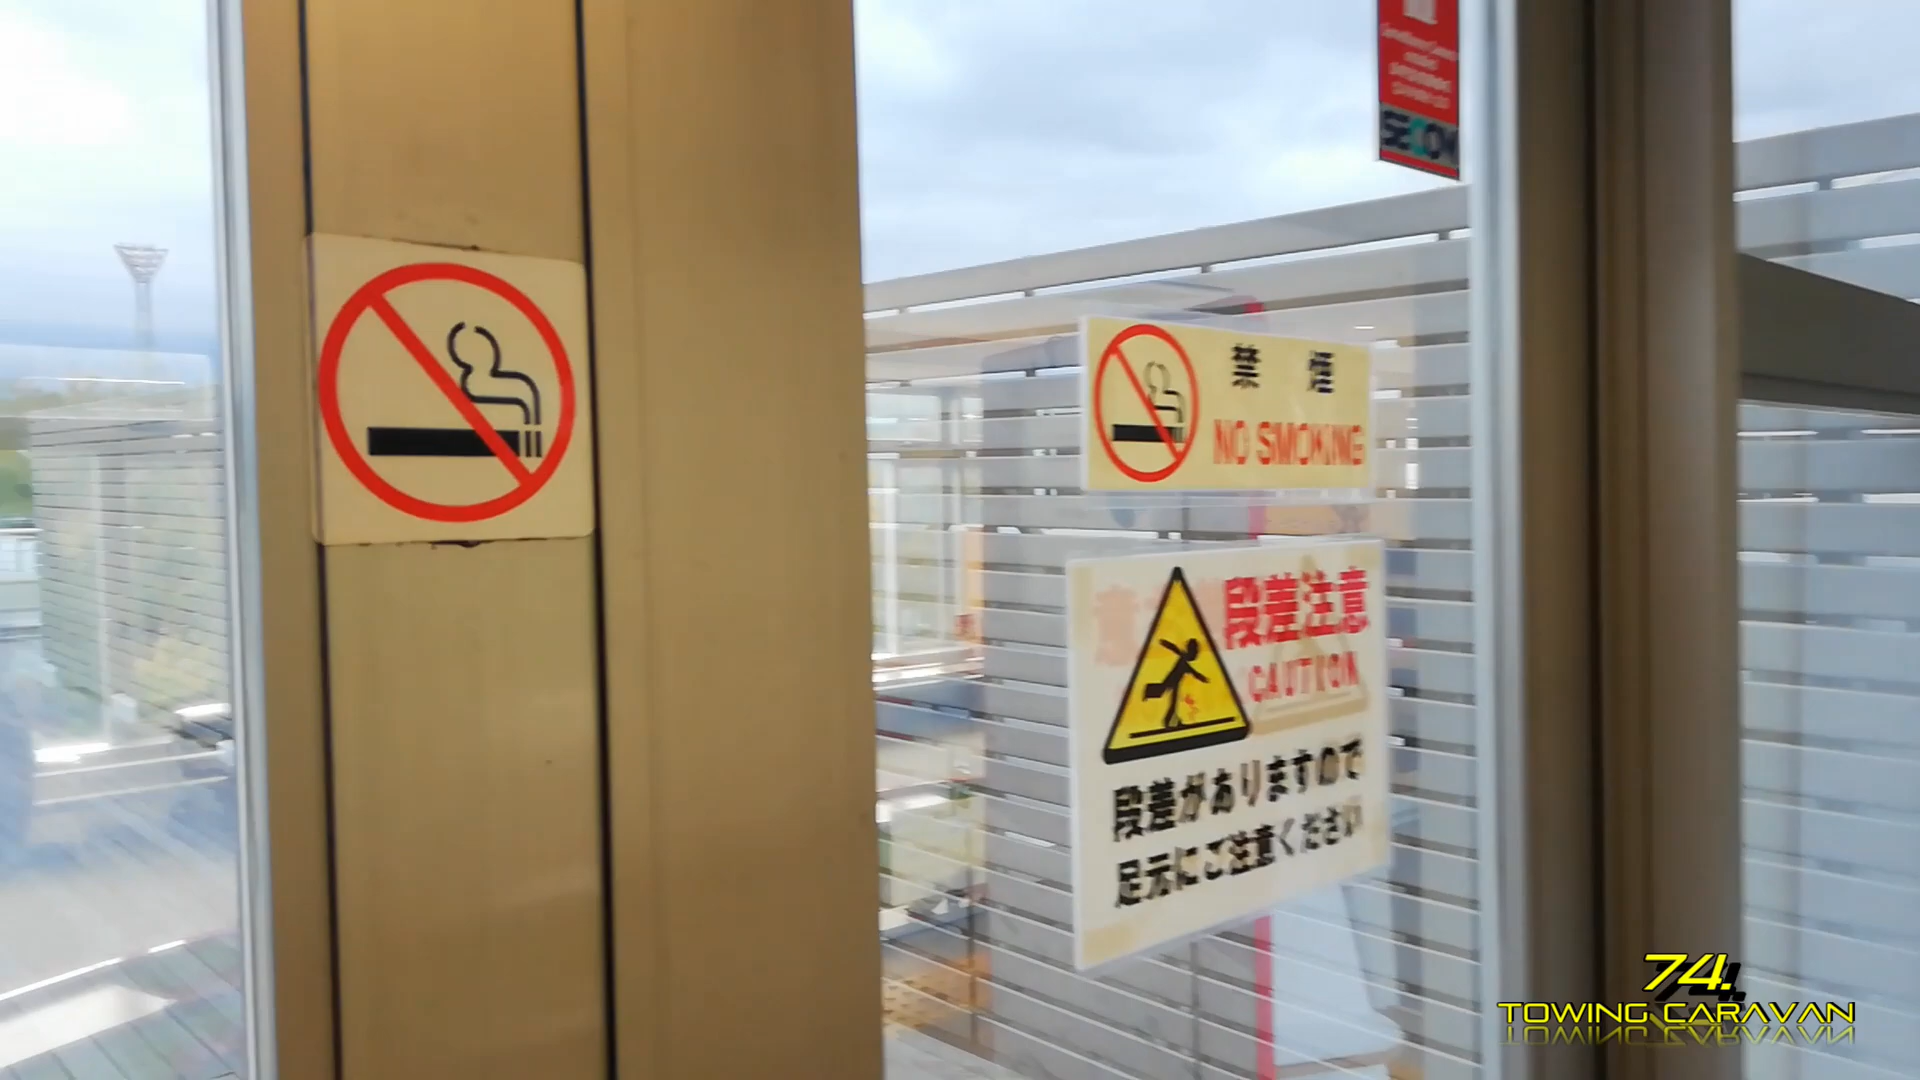 SECOM
禁煙
NO SMOKING
段差注意
CAUTION
段差がありますので
足元にご注意ください
74.
TOWING CARAVAN